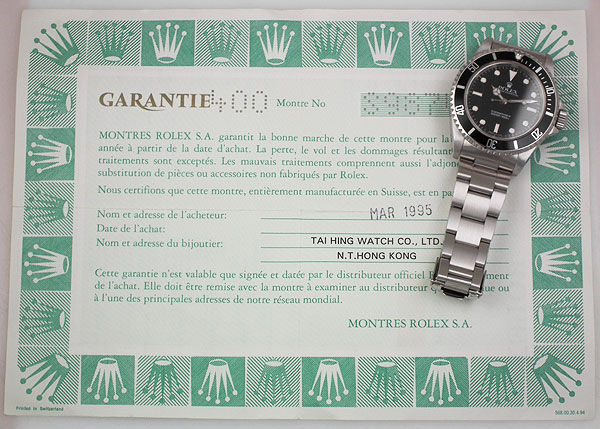 GARANTIE 400 Montre No
MONTRES ROLEX S.A. garantit la bonne marche de cette montre pour
année à partir de la date d'achat. La perte, le vol et les dommages
traitements sont exceptés. Les mauvais traitements comprennent aussi
substitution de pièces ou accessoires non fabriqués par Rolex.
Nous certifions que cette montre, entièrement manufacturée en Suisse, est en
Nom et adresse de l'acheteur:
MAR 1995
Date de l'achat:
Nom et adresse du bijoutier: TAI HING WATCH CO., LTD.
N.T.HONG KONG
Cette garantie n'est valable que signée et datée par le distributeur officiel
de l'achat. Elle doit être remise avec la montre à examiner au distributeur
à l'une des principales adresses de notre réseau mondial.
MONTRES ROLEX S.A.
Printed in Switzerland
ROLEX